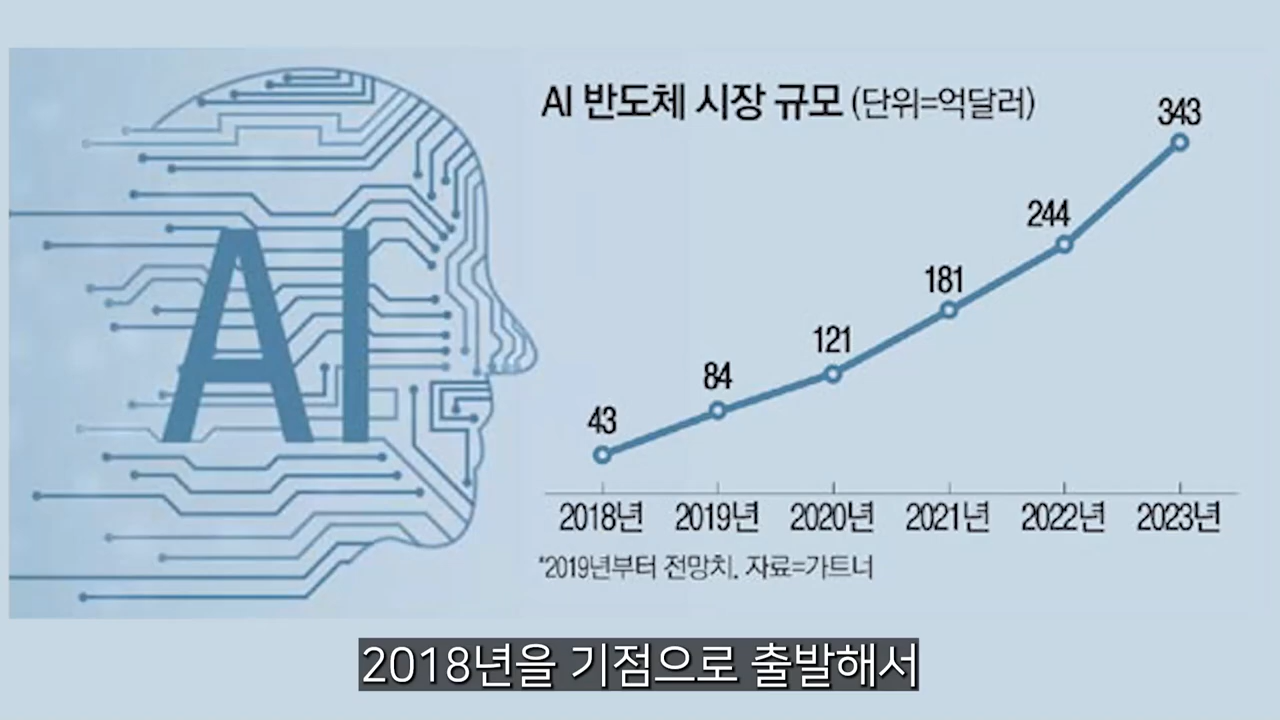 AI
AI 반도체 시장 규모 (단위=억달러)
343
244
181
121
84
43
2018년 2019년 2020년 2021년 2022년 2023년
*2019년부터 전망치. 자료=가트너
2018년을 기점으로 출발해서